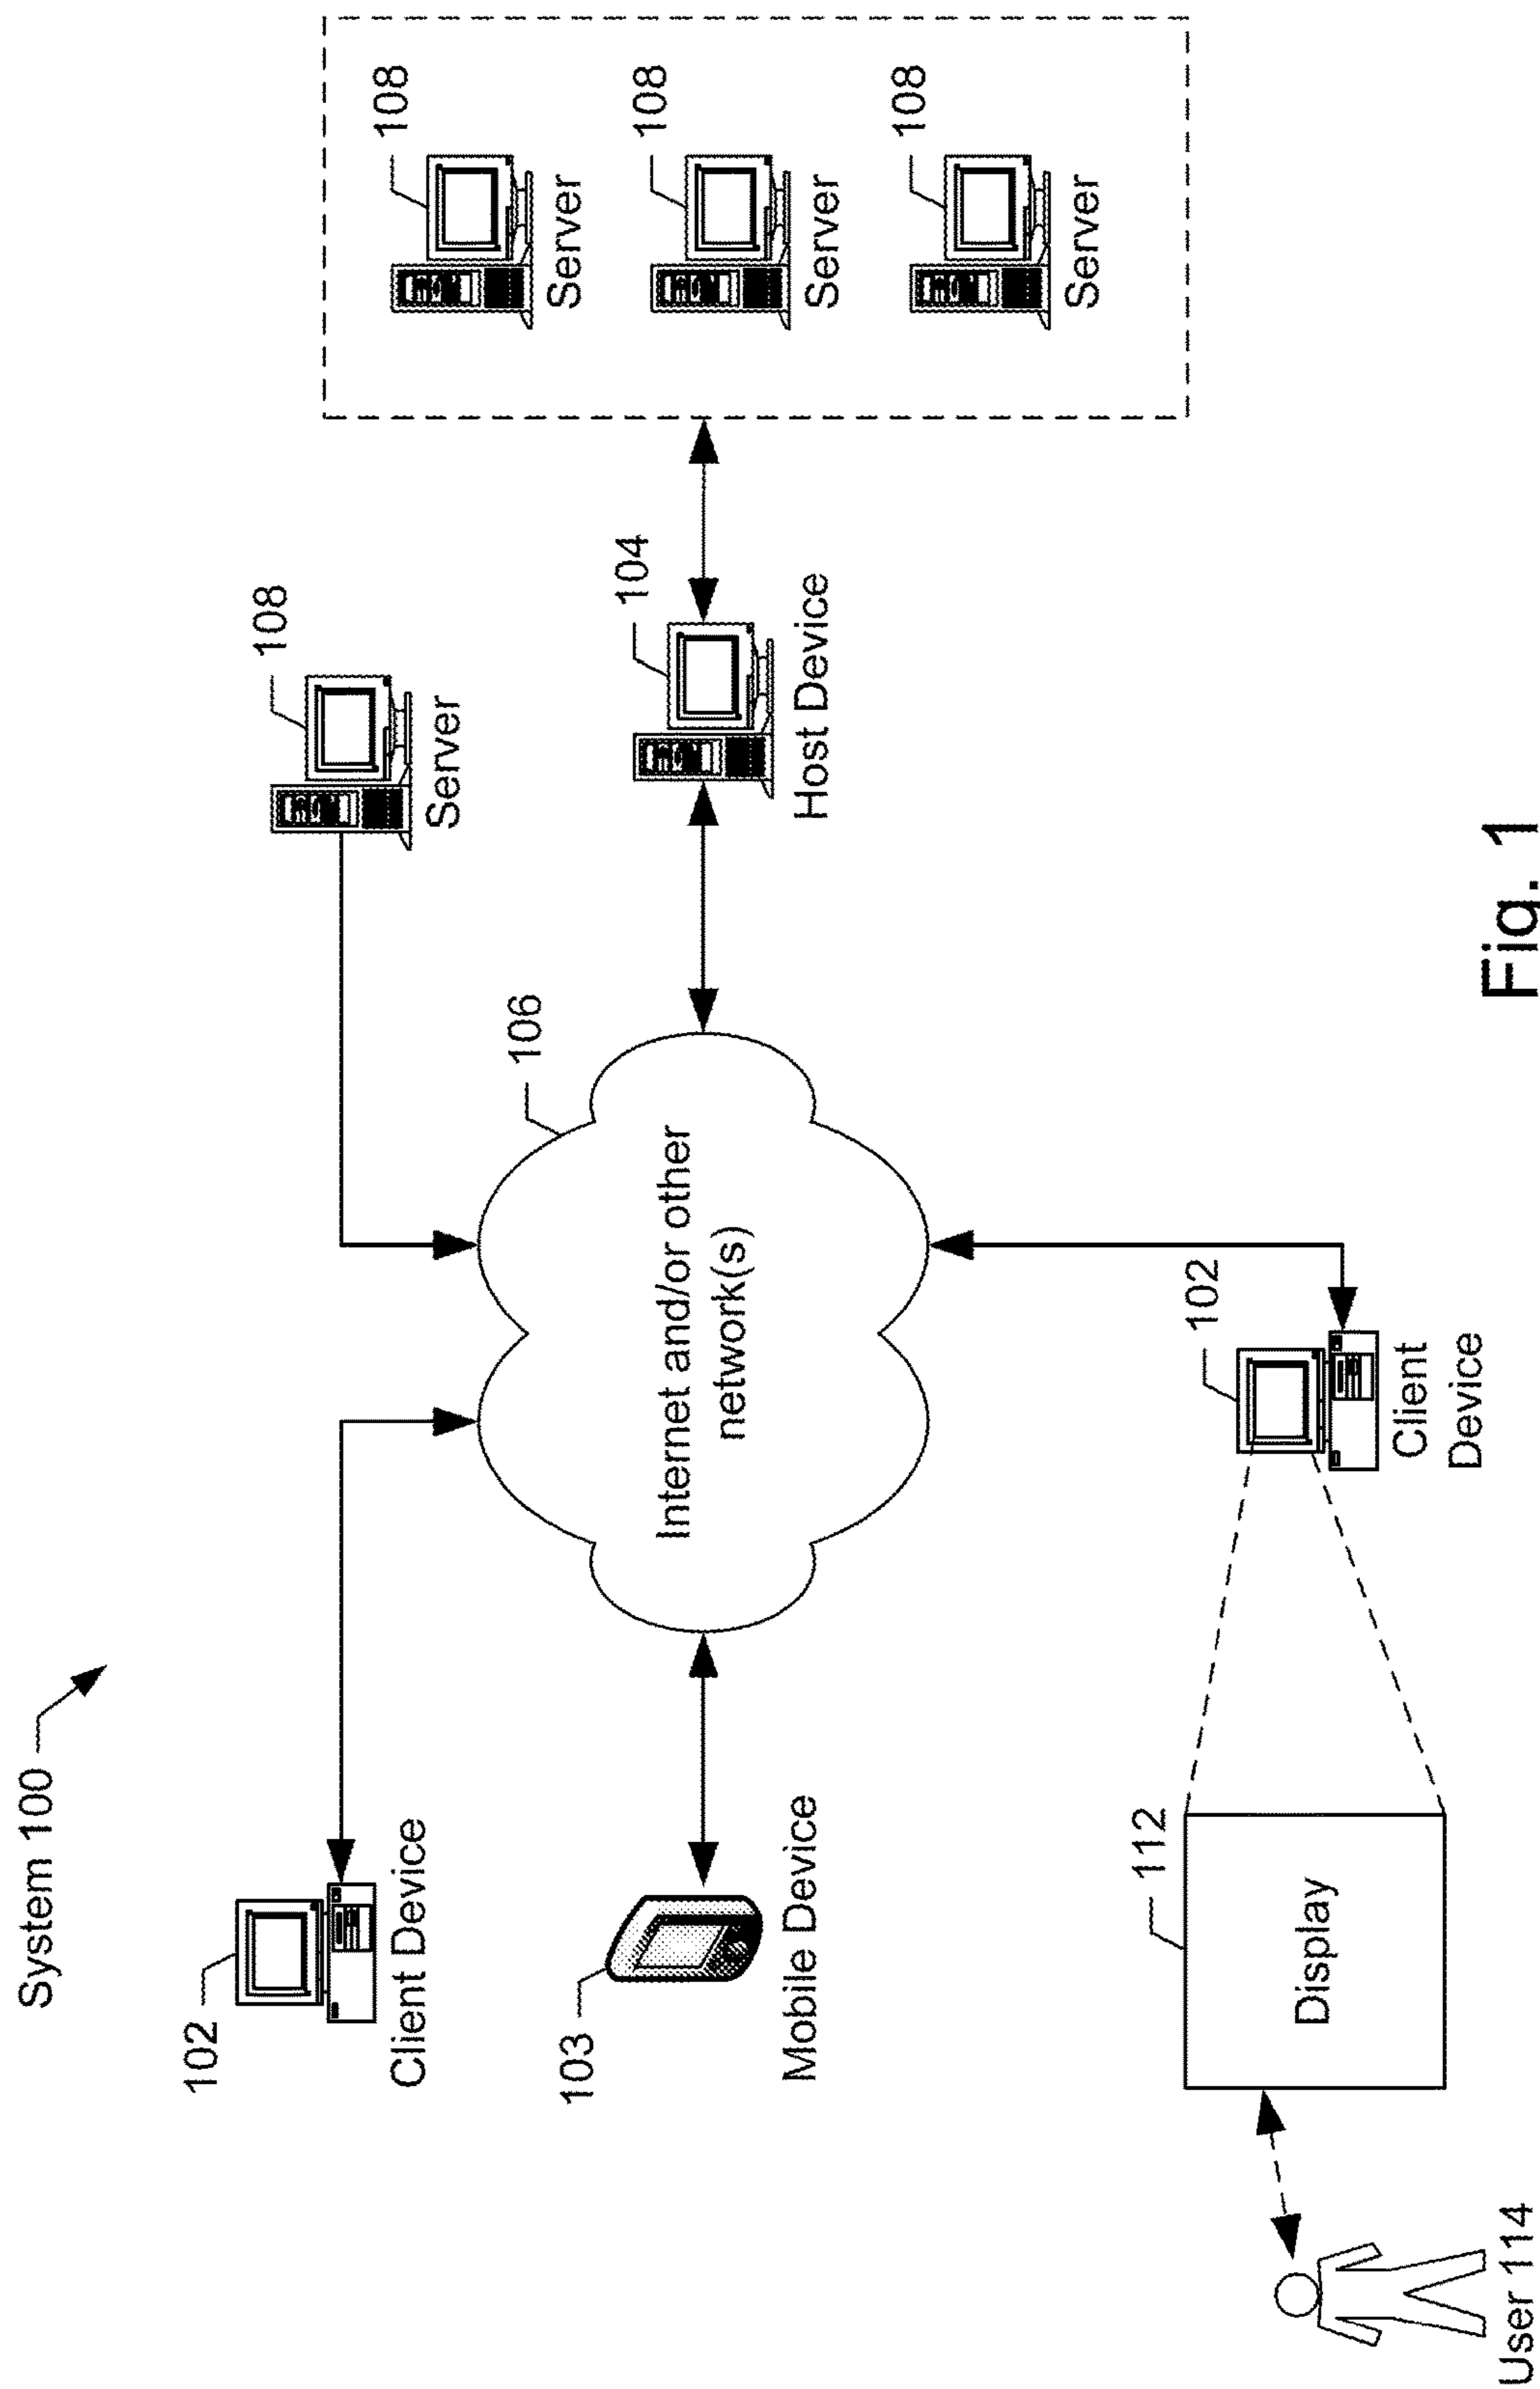 System 100
102
Client Device
108
Server
106
Internet and/or other
network(s)
103
Mobile Device
104
Host Device
108
Server
108
Server
108
Server
112
Display
102
Client
Device
User 114
Fig. 1